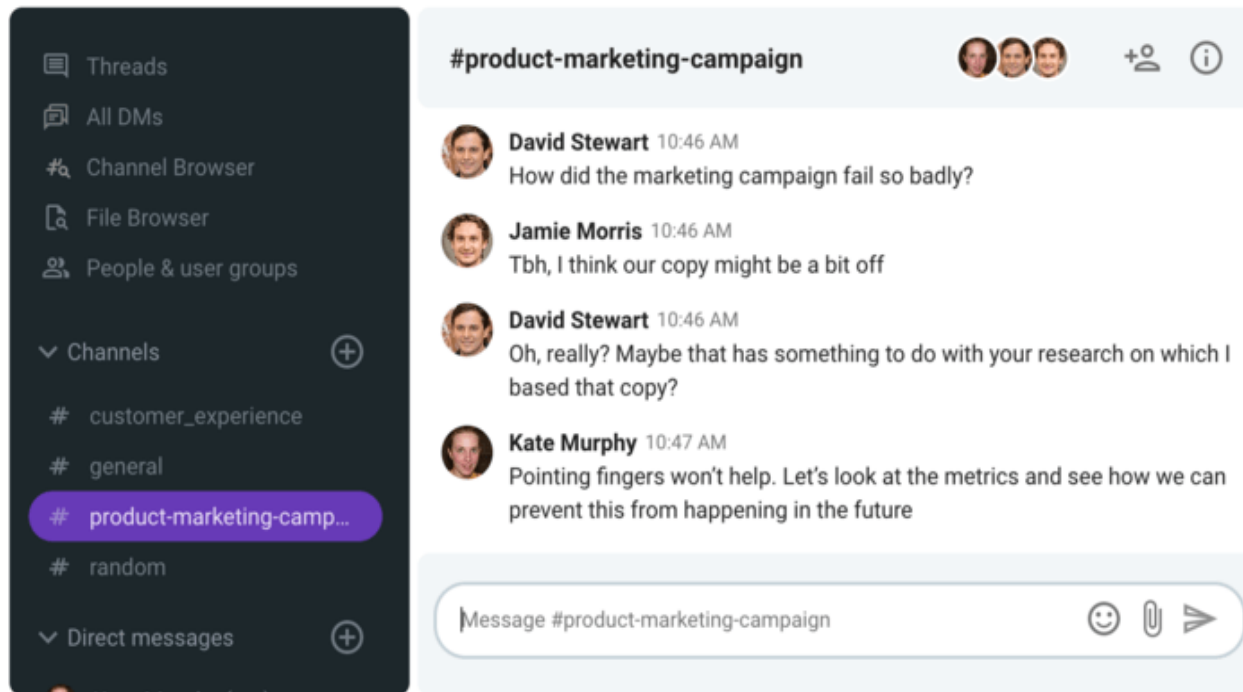 Threads
All DMs
Channel Browser
File Browser
People & user groups
Channels
# customer_experience
# general
# product-marketing-camp...
# random
Direct messages
#product-marketing-campaign
David Stewart 10:46 AM
How did the marketing campaign fail so badly?
Jamie Morris 10:46 AM
Tbh, I think our copy might be a bit off
David Stewart 10:46 AM
Oh, really? Maybe that has something to do with your research on which I
based that copy?
Kate Murphy 10:47 AM
Pointing fingers won’t help. Let’s look at the metrics and see how we can
prevent this from happening in the future
Message #product-marketing-campaign